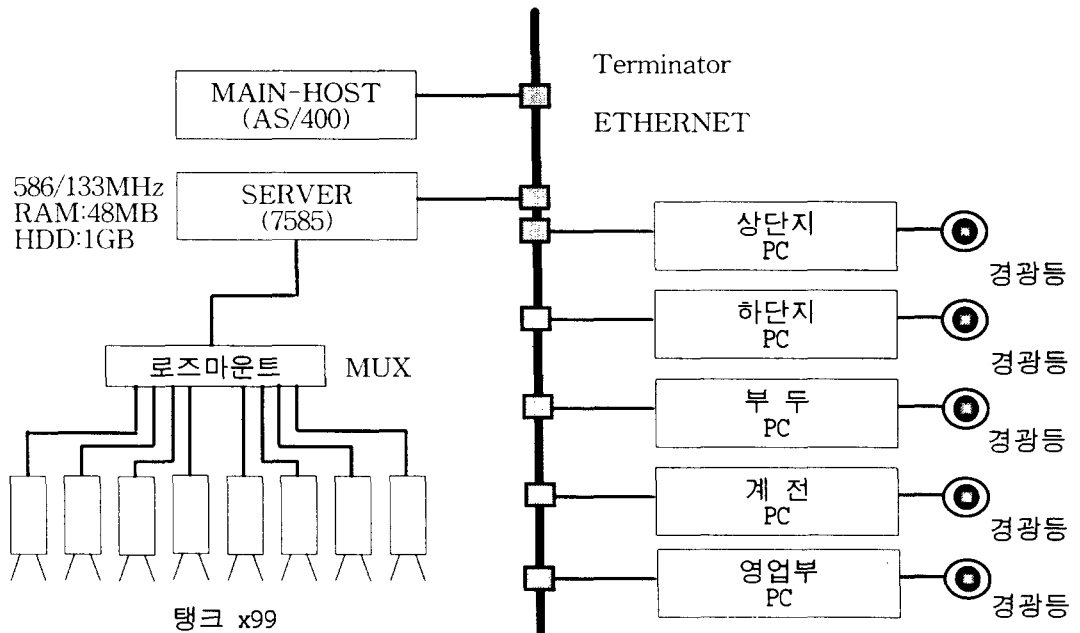 Terminator
MAIN-HOST
(AS/400)
ETHERNET
586/133MHz
RAM:48MB
HDD:1GB
SERVER
(7585)
상단지
PC
경광등
하단지
PC
경광등
로즈마운트
MUX
부 두
PC
경광등
계 전
PC
경광등
영업부
PC
경광등
탱크 x99